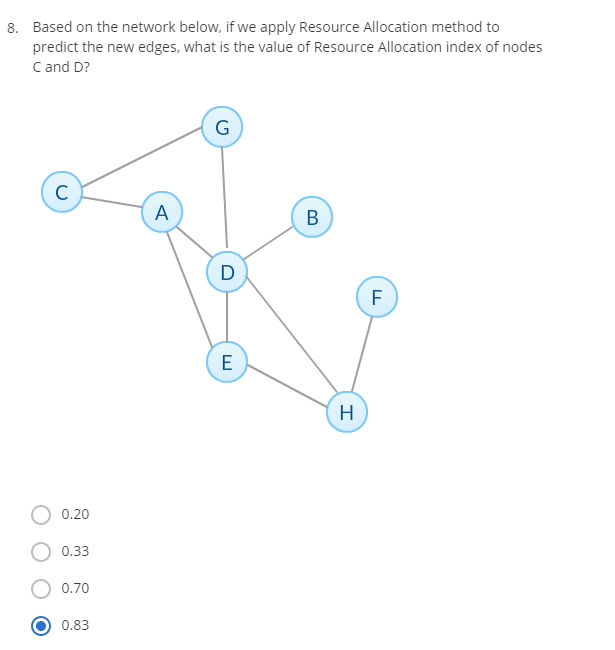 8. Based on the network below, if we apply Resource Allocation method to
predict the new edges, what is the value of Resource Allocation index of nodes
C and D?
G
C
A
B
D
F
E
H
0.20
0.33
0.70
0.83